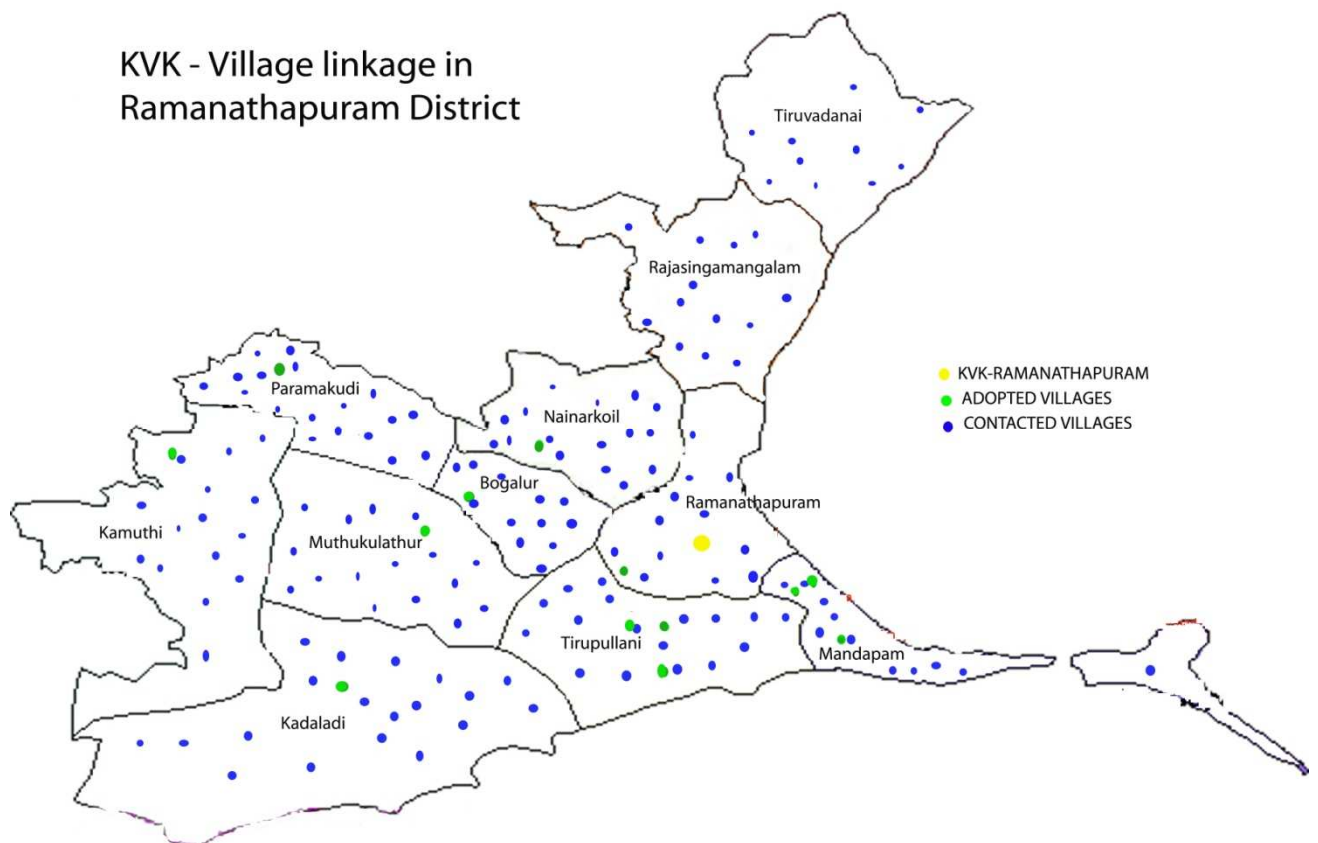 KVK - Village linkage in
Ramanathapuram District
Tiruvadanai
Rajasingamangalam
KVK-RAMANATHAPURAM
ADOPTED VILLAGES
CONTACTED VILLAGES
Paramakudi
Nainarkoil
Bogalur
Ramanathapuram
Kamuthi
Muthukulathur
Tirupullani
Mandapam
Kadaladi